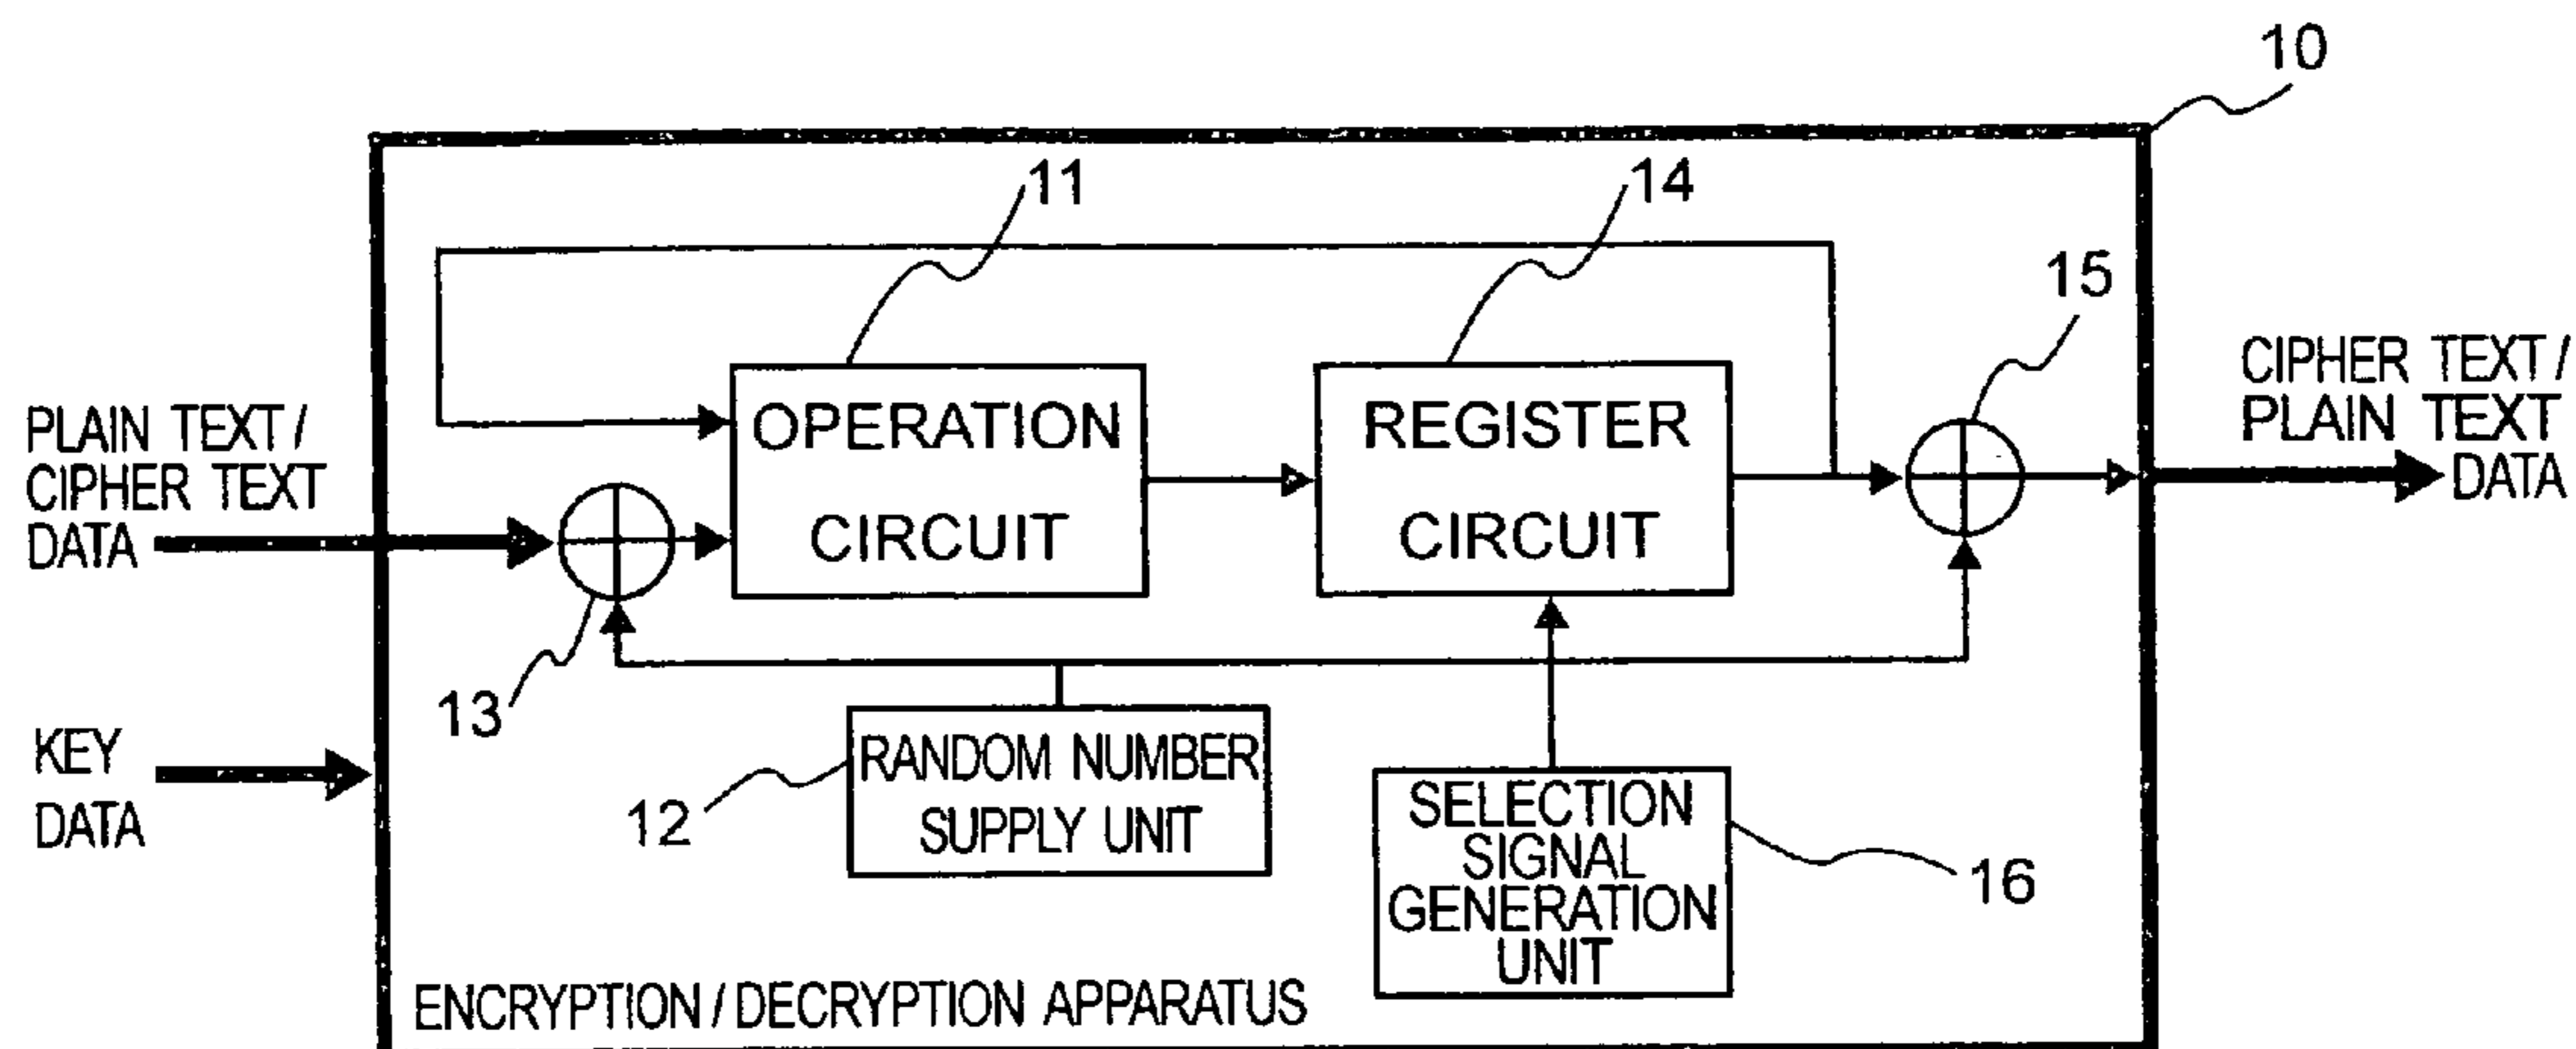 10
11
14
15
PLAIN TEXT /
CIPHER TEXT
DATA
OPERATION
CIRCUIT
REGISTER
CIRCUIT
CIPHER TEXT /
PLAIN TEXT
DATA
13
KEY
DATA
12
RANDOM NUMBER
SUPPLY UNIT
SELECTION
SIGNAL
GENERATION
UNIT
16
ENCRYPTION / DECRYPTION APPARATUS